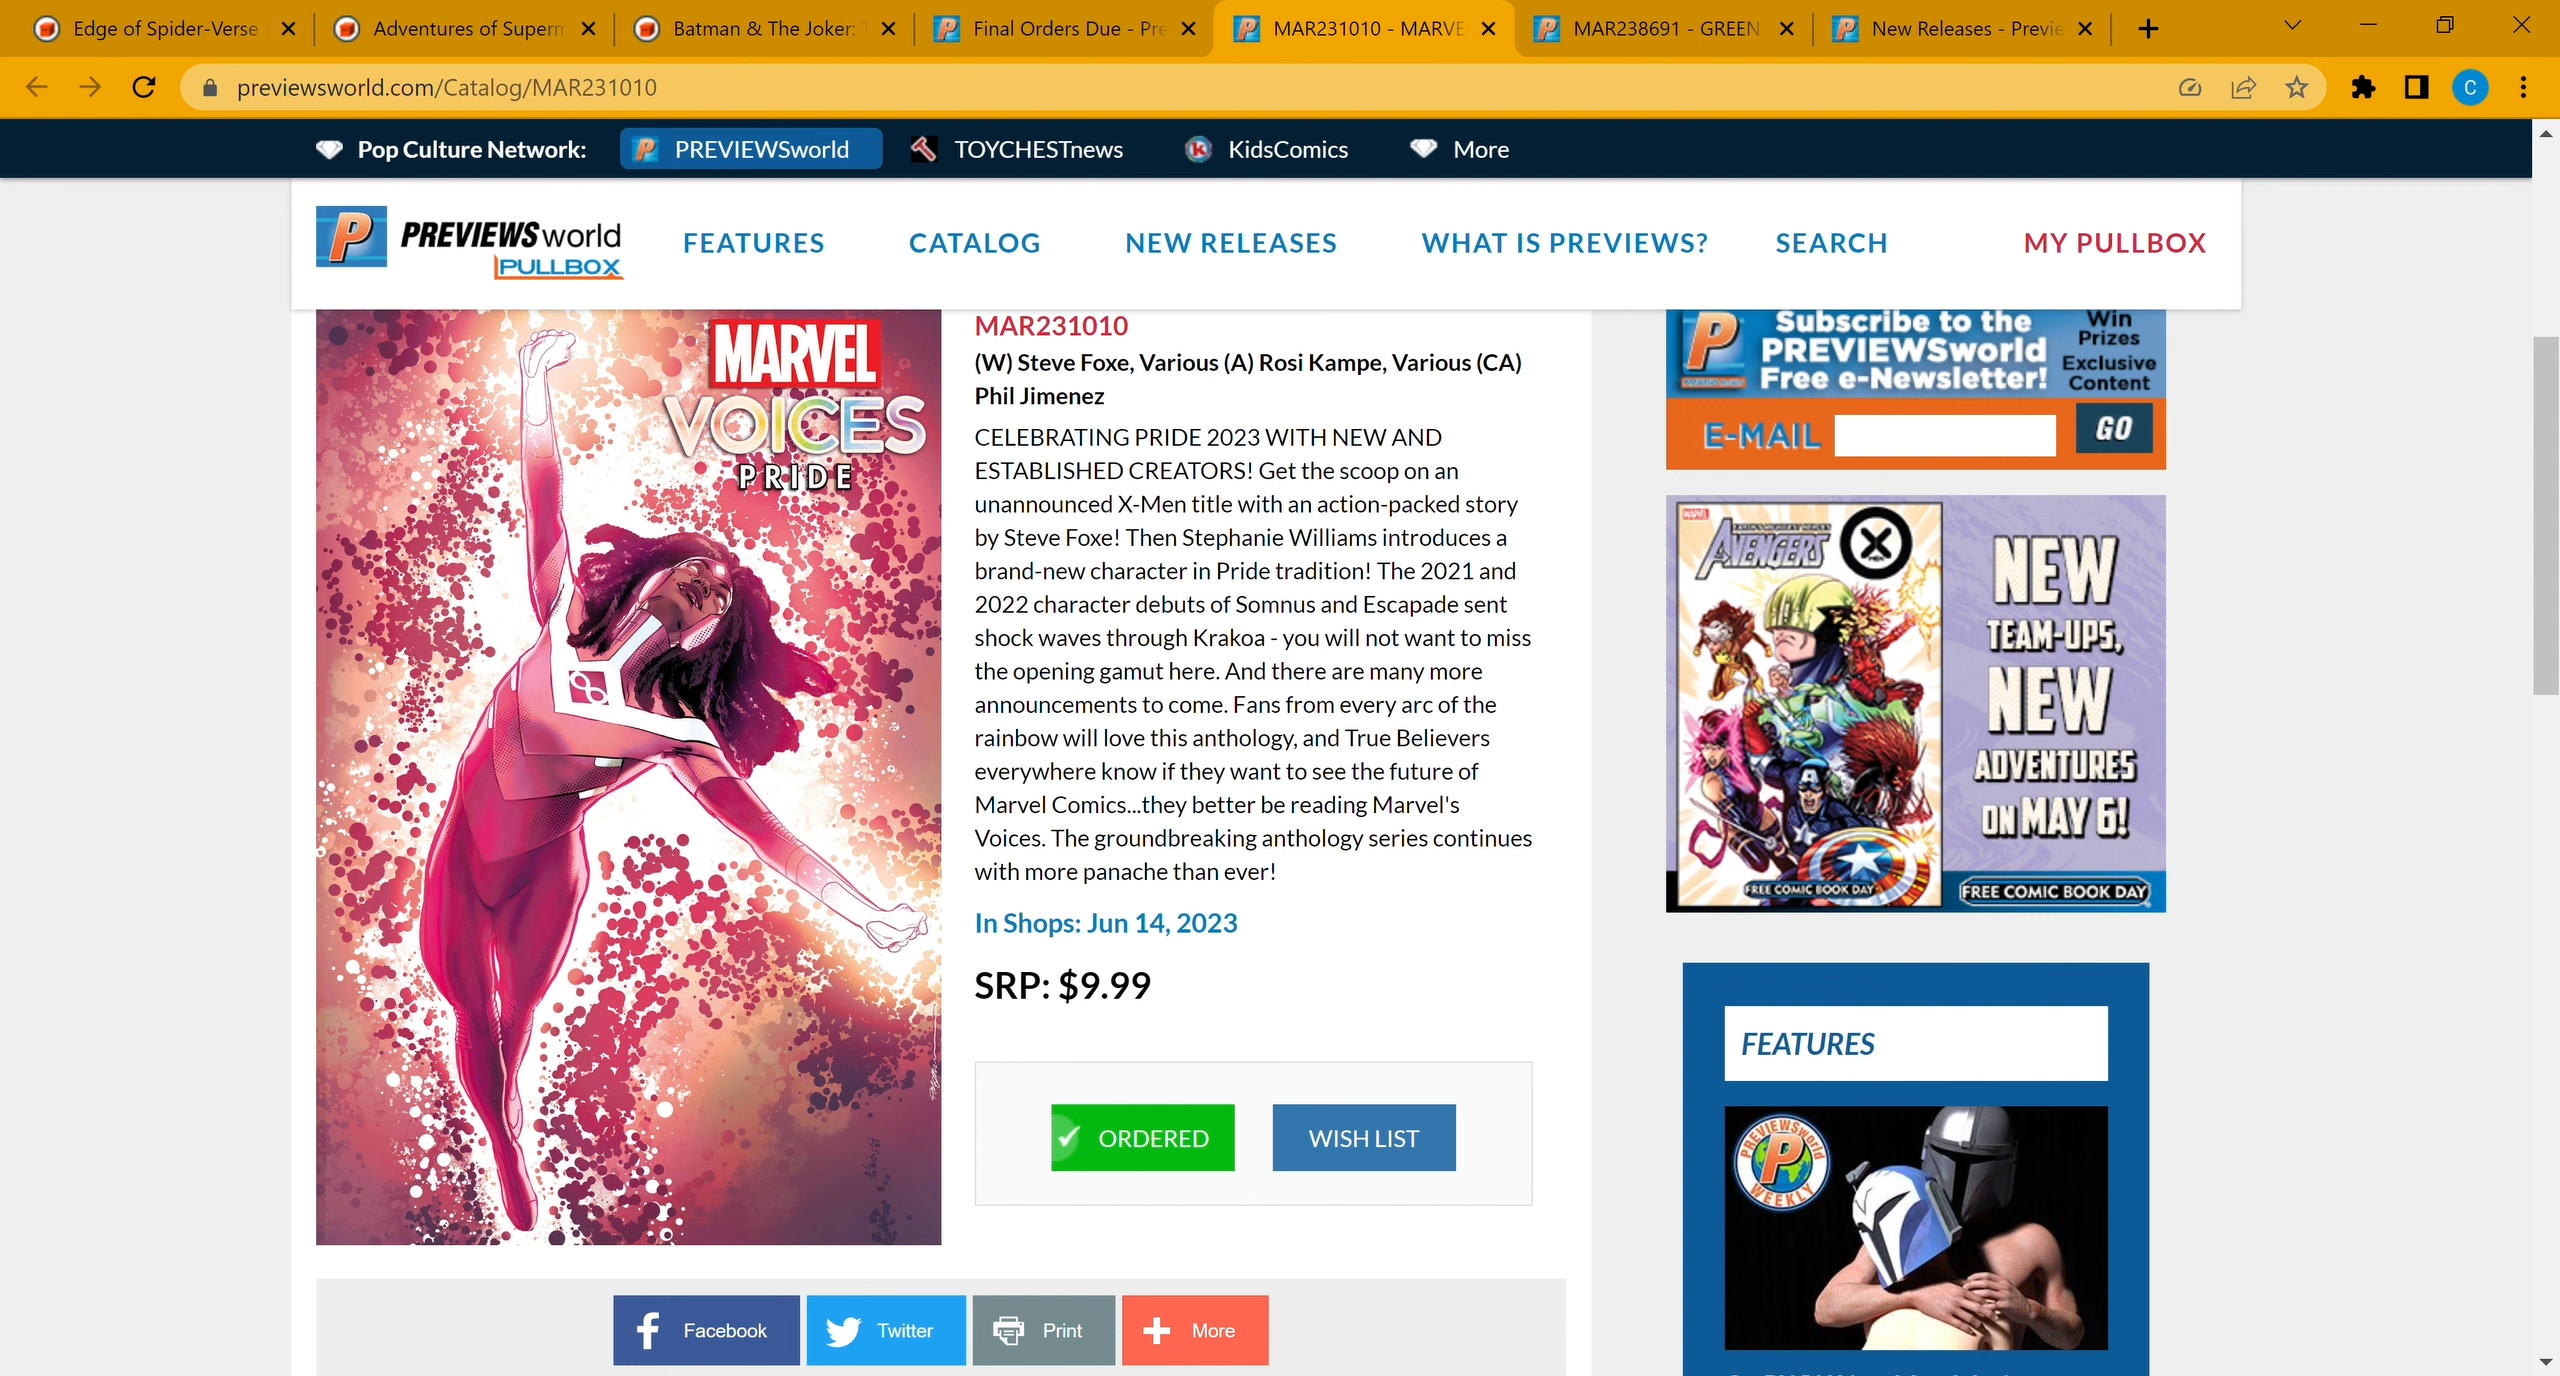 Edge of Spider-Verse
Adventures of Superm
Batman & The Joker: T
Final Orders Due - Pre
MAR231010 - MARVE
MAR238691 - GREEN
New Releases - Previe
previewsworld.com/Catalog/MAR231010
C
Pop Culture Network:
PREVIEWSworld
TOYCHESTnews
KidsComics
More
P PREVIEWSworld
PULLBOX
FEATURES
CATALOG
NEW RELEASES
WHAT IS PREVIEWS?
SEARCH
MY PULLBOX
MARVEL
VOICES
PRIDE
MAR231010
(W) Steve Foxe, Various (A) Rosi Kampe, Various (CA)
Phil Jimenez
CELEBRATING PRIDE 2023 WITH NEW AND
ESTABLISHED CREATORS! Get the scoop on an
unannounced X-Men title with an action-packed story
by Steve Foxe! Then Stephanie Williams introduces a
brand-new character in Pride tradition! The 2021 and
2022 character debuts of Somnus and Escapade sent
shock waves through Krakoa - you will not want to miss
the opening gamut here. And there are many more
announcements to come. Fans from every arc of the
rainbow will love this anthology, and True Believers
everywhere know if they want to see the future of
Marvel Comics...they better be reading Marvel's
Voices. The groundbreaking anthology series continues
with more panache than ever!
In Shops: Jun 14, 2023
SRP: $9.99
ORDERED
WISH LIST
Facebook
Twitter
Print
More
P
Subscribe to the
PREVIEWSworld
Free e-Newsletter!
Win
Prizes
Exclusive
Content
E-MAIL
GO
MARVEL
AVENGERS
X
A
FREE COMIC BOOK DAY
NEW
TEAM-UPS,
NEW
ADVENTURES
ON MAY 6!
FREE COMIC BOOK DAY
FEATURES
PREVIEWSworld
P
WEEKLY